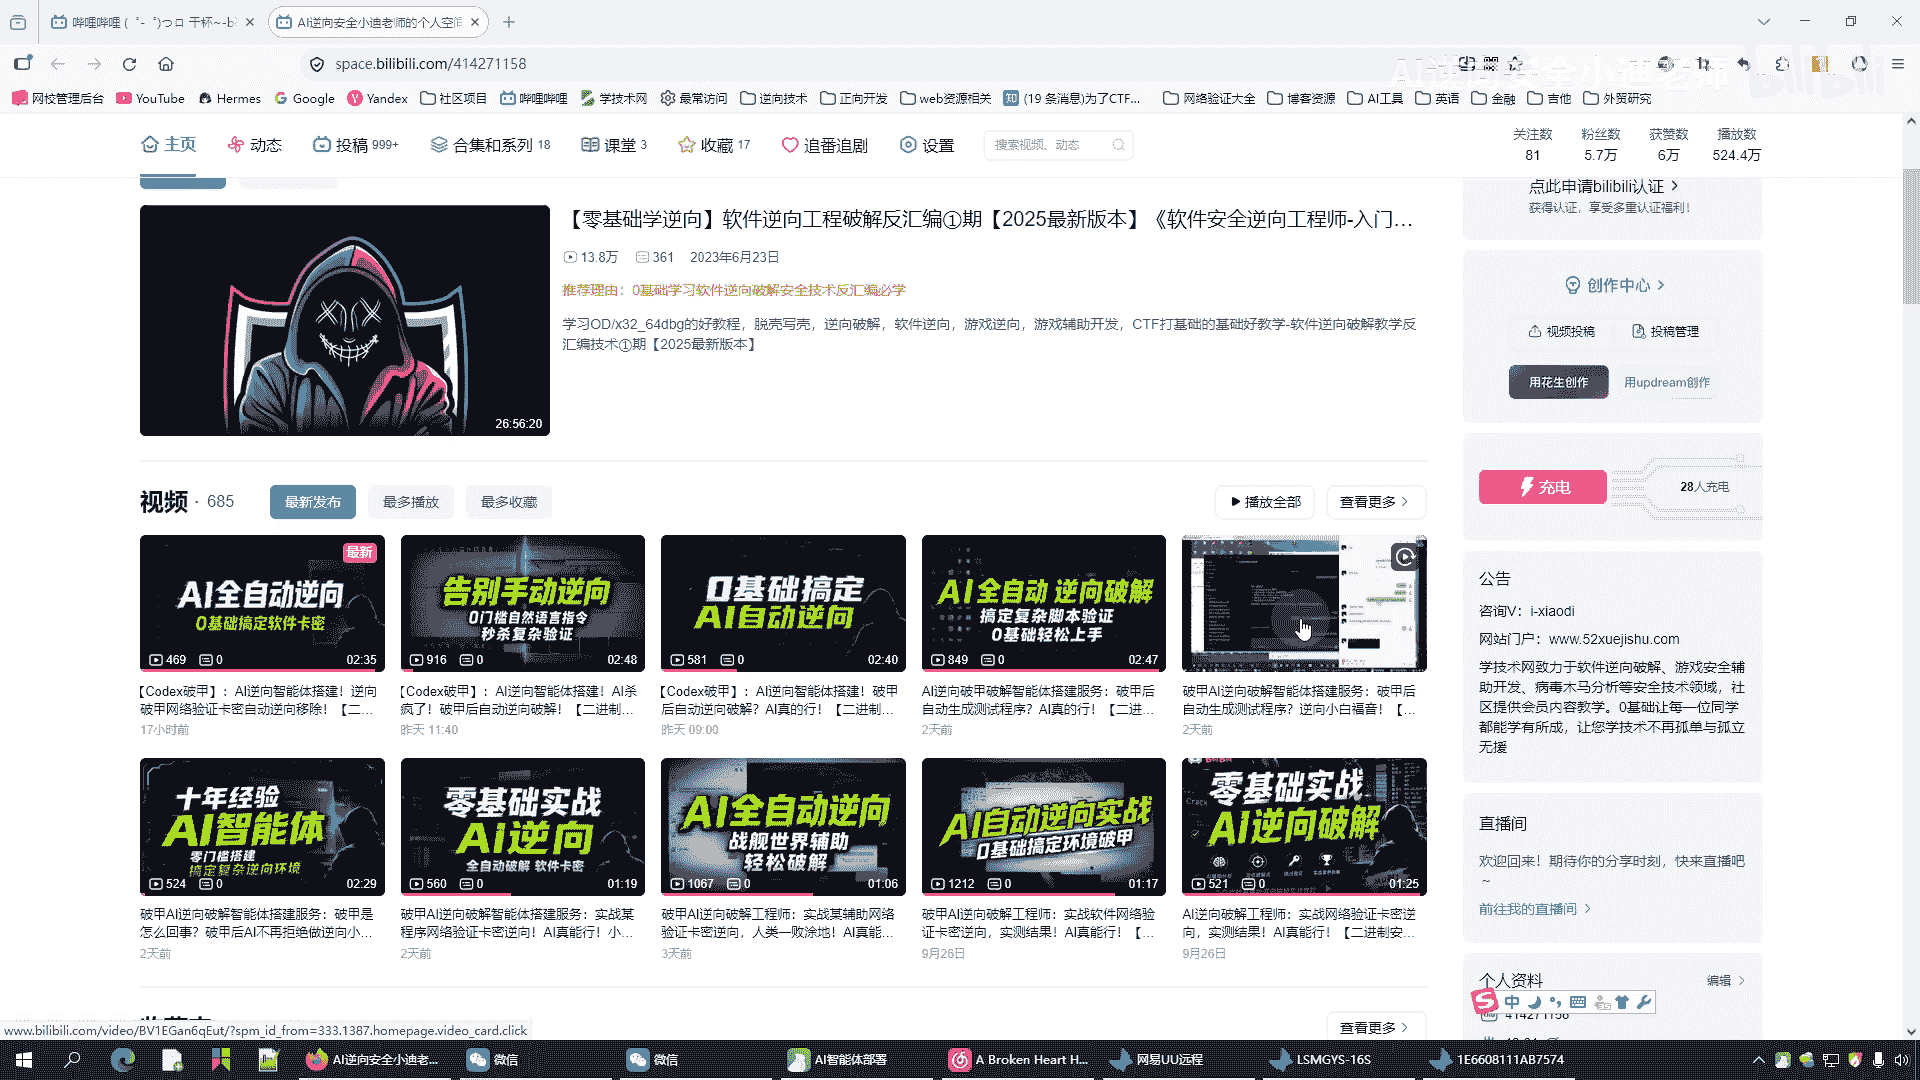 哔哩哔哩 (゜-゜)つロ 干杯~-b
AI逆向安全小迪老师的个人空间
space.bilibili.com/414271158
AI逆向安全小迪老师
网校管理后台
YouTube
Hermes
Google
Yandex
社区项目
哔哩哔哩
学技术网
最常访问
逆向技术
正向开发
web资源相关
(19 条消息)为了CTF...
网络验证大全
博客资源
AI工具
英语
金融
吉他
外贸研究
主页
动态
投稿 999+
合集和系列 18
课堂 3
收藏 17
追番追剧
设置
搜索视频、动态
关注数 粉丝数 获赞数 播放数
81 5.7万 6万 524.4万
26:56:20
【零基础学逆向】软件逆向工程破解反汇编①期【2025最新版本】《软件安全逆向工程师-入门...
13.8万 361 2023年6月23日
推荐理由：0基础学习软件逆向破解安全技术反汇编必学
学习OD/x32_64dbg的好教程，脱壳写壳，逆向破解，软件逆向，游戏逆向，游戏辅助开发，CTF打基础的基础好教学-软件逆向破解教学反
汇编技术①期【2025最新版本】
视频 · 685
最新发布
最多播放
最多收藏
播放全部
查看更多
最新
AI全自动逆向
0基础搞定软件卡密
469 0 02:35
【Codex破甲】：AI逆向智能体搭建！逆向
破甲网络验证卡密自动逆向移除！【二...
17小时前
告别手动逆向
0门槛自然语言指令
秒杀复杂验证
916 0 02:48
【Codex破甲】：AI逆向智能体搭建！AI杀
疯了！破甲后自动逆向破解！【二进制...
昨天 11:40
0基础搞定
AI自动逆向
581 0 02:40
【Codex破甲】：AI逆向智能体搭建！破甲
后自动逆向破解？AI真的行！【二进制...
昨天 09:00
AI全自动 逆向破解
搞定复杂脚本验证
0基础轻松上手
849 0 02:47
AI逆向破甲破解智能体搭建服务：破甲后
自动生成测试程序？AI真的行！【二进...
2天前
破甲AI逆向破解智能体搭建服务：破甲后
自动生成测试程序？逆向小白福音！【...
2天前
十年经验
AI智能体
零门槛搭建
搞定复杂逆向环境
524 0 02:29
破甲AI逆向破解智能体搭建服务：破甲是
怎么回事？破甲后AI不再拒绝做逆向小...
2天前
零基础实战
AI逆向
全自动破解 软件卡密
560 0 01:19
破甲AI逆向破解智能体搭建服务：实战某
程序网络验证卡密逆向！AI真能行！小...
2天前
AI全自动逆向
战舰世界辅助
轻松破解
1067 0 01:06
破甲AI逆向破解工程师：实战某辅助网络
验证卡密逆向，人类一败涂地！AI真能...
3天前
AI自动逆向实战
0基础搞定环境破甲
1212 0 01:17
破甲AI逆向破解工程师：实战软件网络验
证卡密逆向，实测结果！AI真能行！【...
9月26日
零基础实战
AI逆向破解
521 0 01:25
AI逆向破解工程师：实战网络验证卡密逆
向，实测结果！AI真能行！【二进制安...
9月26日
查看更多
点此申请bilibili认证
获得认证，享受多重认证福利！
创作中心
视频投稿
投稿管理
用花生创作
用updream创作
充电
28人充电
公告
咨询V：i-xiaodi
网站门户：www.52xuejishu.com
学技术网致力于软件逆向破解、游戏安全辅
助开发、病毒木马分析等安全技术领域，社
区提供会员内容教学。0基础让每一位同学
都能学有所成，让您学技术不再孤单与孤立
无援
直播间
欢迎回来！期待你的分享时刻，快来直播吧
~
前往我的直播间
个人资料
编辑
中
414271158
www.bilibili.com/video/BV1EGan6qEut/?spm_id_from=333.1387.homepage.video_card.click
AI逆向安全小迪老...
微信
微信
AI智能体部署
A Broken Heart H...
网易UU远程
LSMGYS-16S
1E6608111AB7574